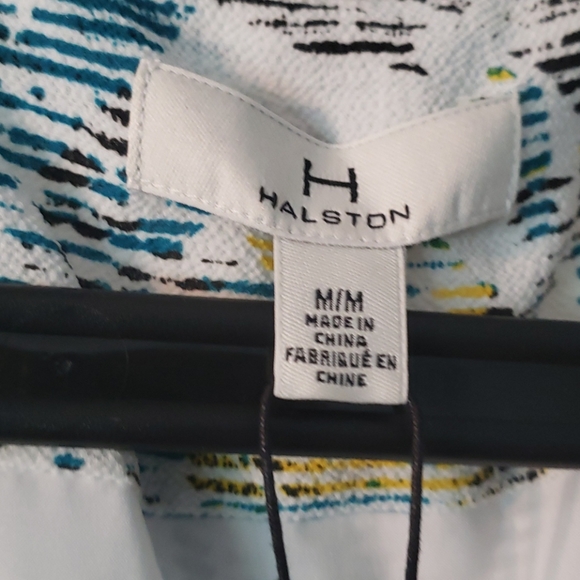 H
HALSTON
M/M
MADE IN
CHINA
FABRIQUÉ EN
CHINE